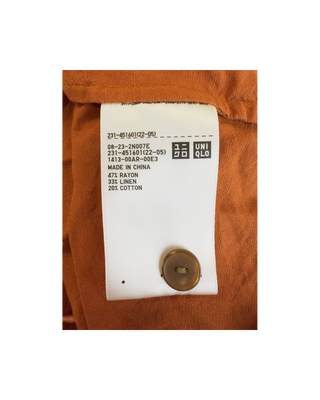 231-451601(22-05)
08-23-2N007E
231-451601(22-05)
1413-00AR-00E3
MADE IN CHINA
47% RAYON
33% LINEN
20% COTTON
ユニ UNI
クロ QLO